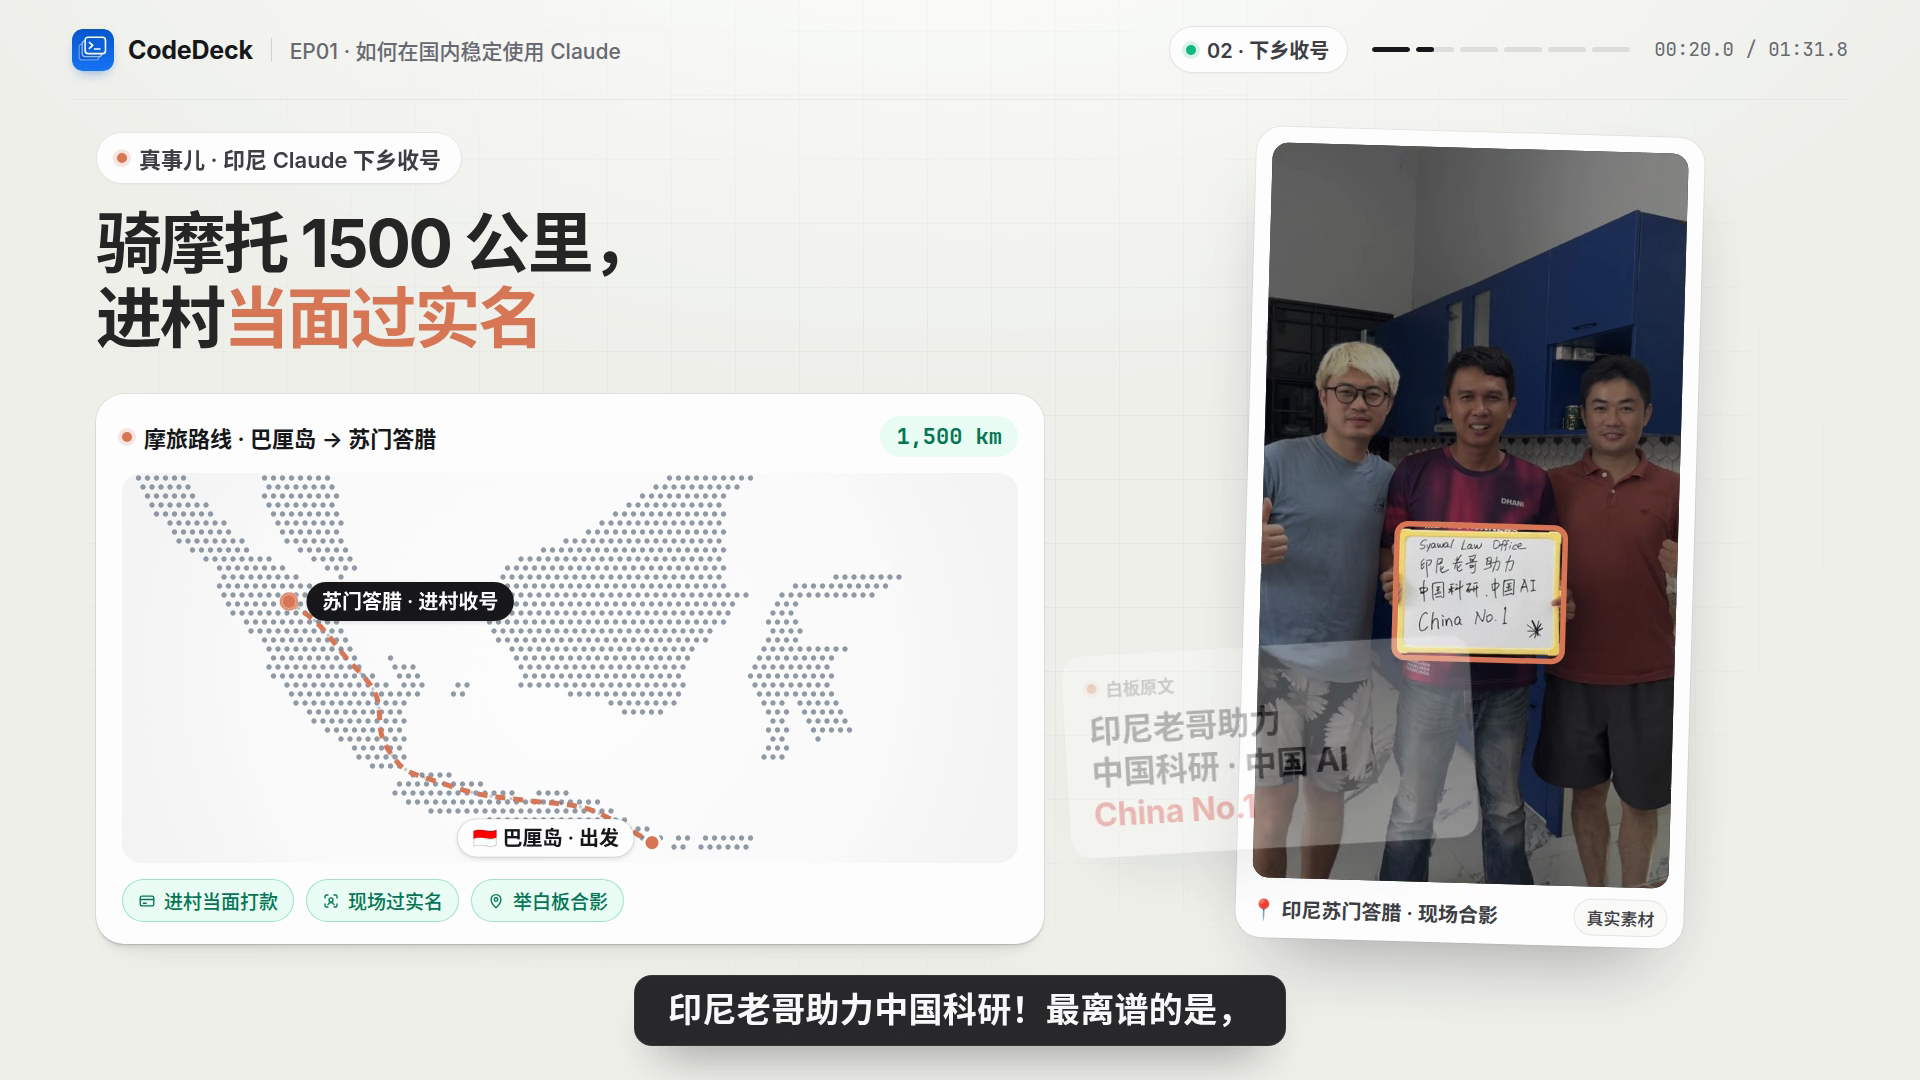 CodeDeck
EP01 · 如何在国内稳定使用 Claude
02 · 下乡收号
00:20.0 / 01:31.8
真事儿 · 印尼 Claude 下乡收号
骑摩托 1500 公里，
进村当面过实名
摩旅路线 · 巴厘岛 → 苏门答腊
1,500 km
苏门答腊 · 进村收号
巴厘岛 · 出发
进村当面打款
现场过实名
举白板合影
DHANI
Syawal Law Office
印尼老哥助力
中国科研、中国AI
China No.1
白板原文
印尼老哥助力
中国科研 · 中国 AI
China No.1
印尼苏门答腊 · 现场合影
真实素材
印尼老哥助力中国科研！最离谱的是，